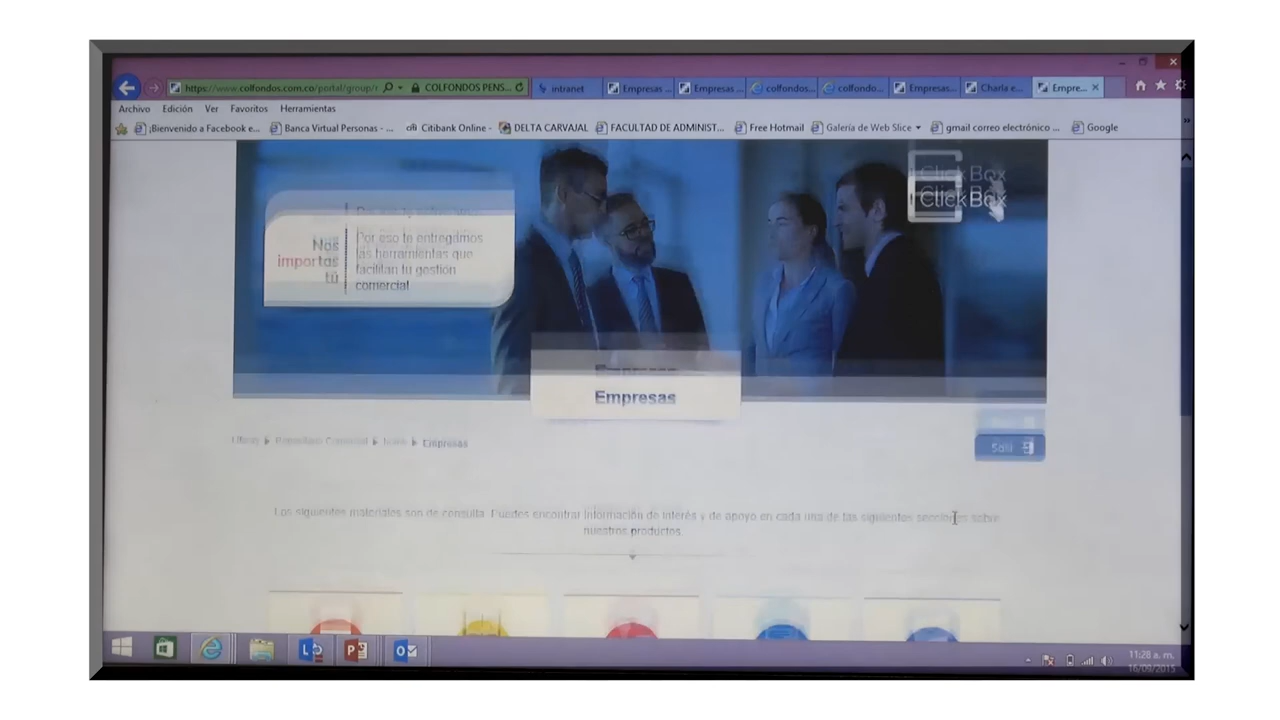 https://www.colfondos.com.co/portal/group/r
COLFONDOS PENS...
intranet
Empresas ...
Empresas ...
colfondos...
colfondo...
Empresas...
Charla e...
Empre...
Archivo Edición Ver Favoritos Herramientas
¡Bienvenido a Facebook e...
Banca Virtual Personas - ...
citi Citibank Online -
DELTA CARVAJAL
FACULTAD DE ADMINIST...
Free Hotmail
Galería de Web Slice
gmail correo electrónico ...
Google
ClickBox
ClickBox
Nos
importas
tú
Por eso te entregamos
las herramientas que
facilitan tu gestión
comercial
Empresas
Empresas
Salir
Los siguientes materiales son de consulta. Puedes encontrar información de interés y de apoyo en cada una de las siguientes secciones sobre
nuestros productos.
11:28 a. m.
16/09/2015